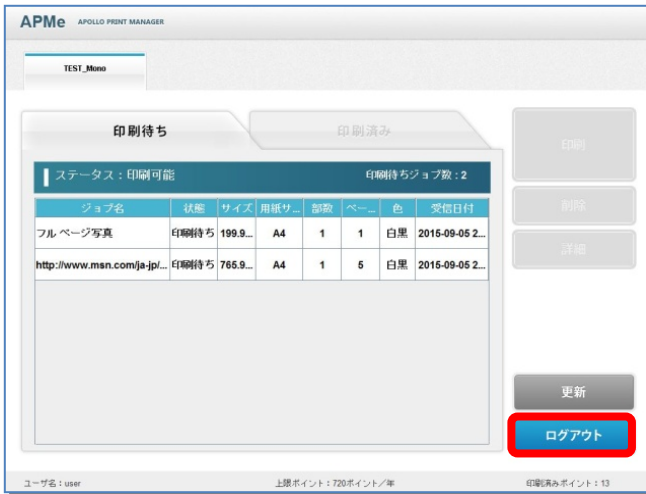 APMe APOLLO PRINT MANAGER
TEST_Mono
印刷待ち 印刷済み
印刷
ステータス：印刷可能 印刷待ちジョブ数：2
削除
ジョブ名 状態 サイズ 用紙サ... 部数 ペー... 色 受信日付
フル ページ写真 印刷待ち 199.9... A4 1 1 白黒 2015-09-05 2...
詳細
http://www.msn.com/ja-jp/... 印刷待ち 765.9... A4 1 5 白黒 2015-09-05 2...
更新
ログアウト
ユーザ名：user 上限ポイント：720ポイント／年 印刷済みポイント：13